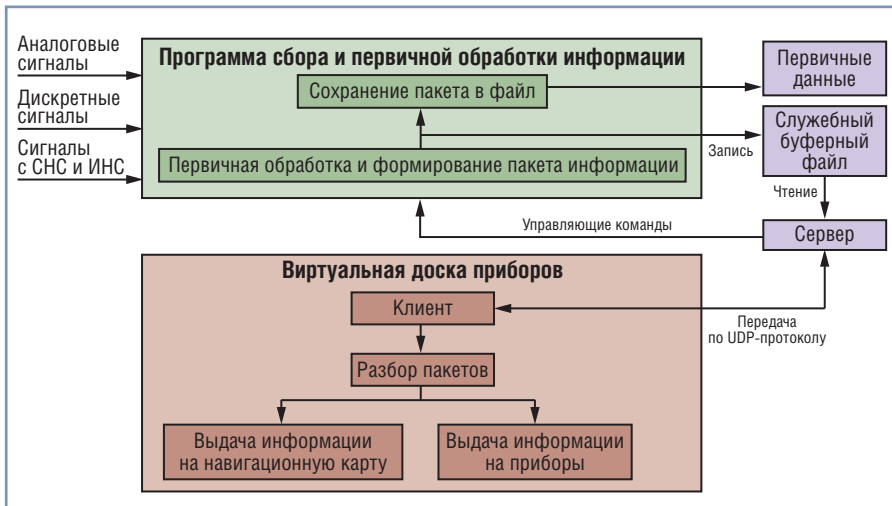 Аналоговые
сигналы
Дискретные
сигналы
Сигналы
с СНС и ИНС
Программа сбора и первичной обработки информации
Сохранение пакета в файл
Первичная обработка и формирование пакета информации
Первичные
данные
Запись
Служебный
буферный
файл
Чтение
Управляющие команды
Сервер
Виртуальная доска приборов
Клиент
Передача
по UDP-протоколу
Разбор пакетов
Выдача информации
на навигационную карту
Выдача информации
на приборы